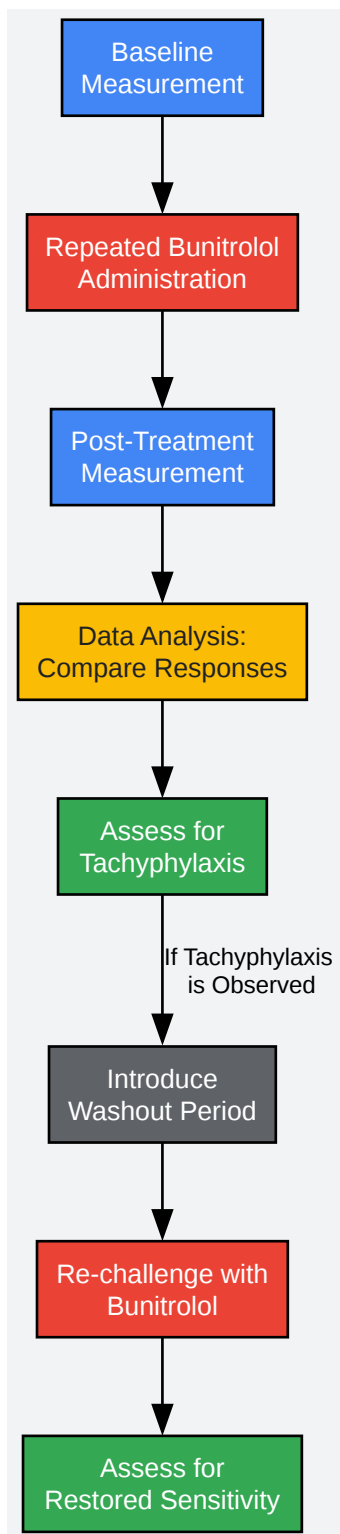 Baseline
Measurement
Repeated Bunitrolol
Administration
Post-Treatment
Measurement
Data Analysis:
Compare Responses
Assess for
Tachyphylaxis
If Tachyphylaxis
is Observed
Introduce
Washout Period
Re-challenge with
Bunitrolol
Assess for
Restored Sensitivity